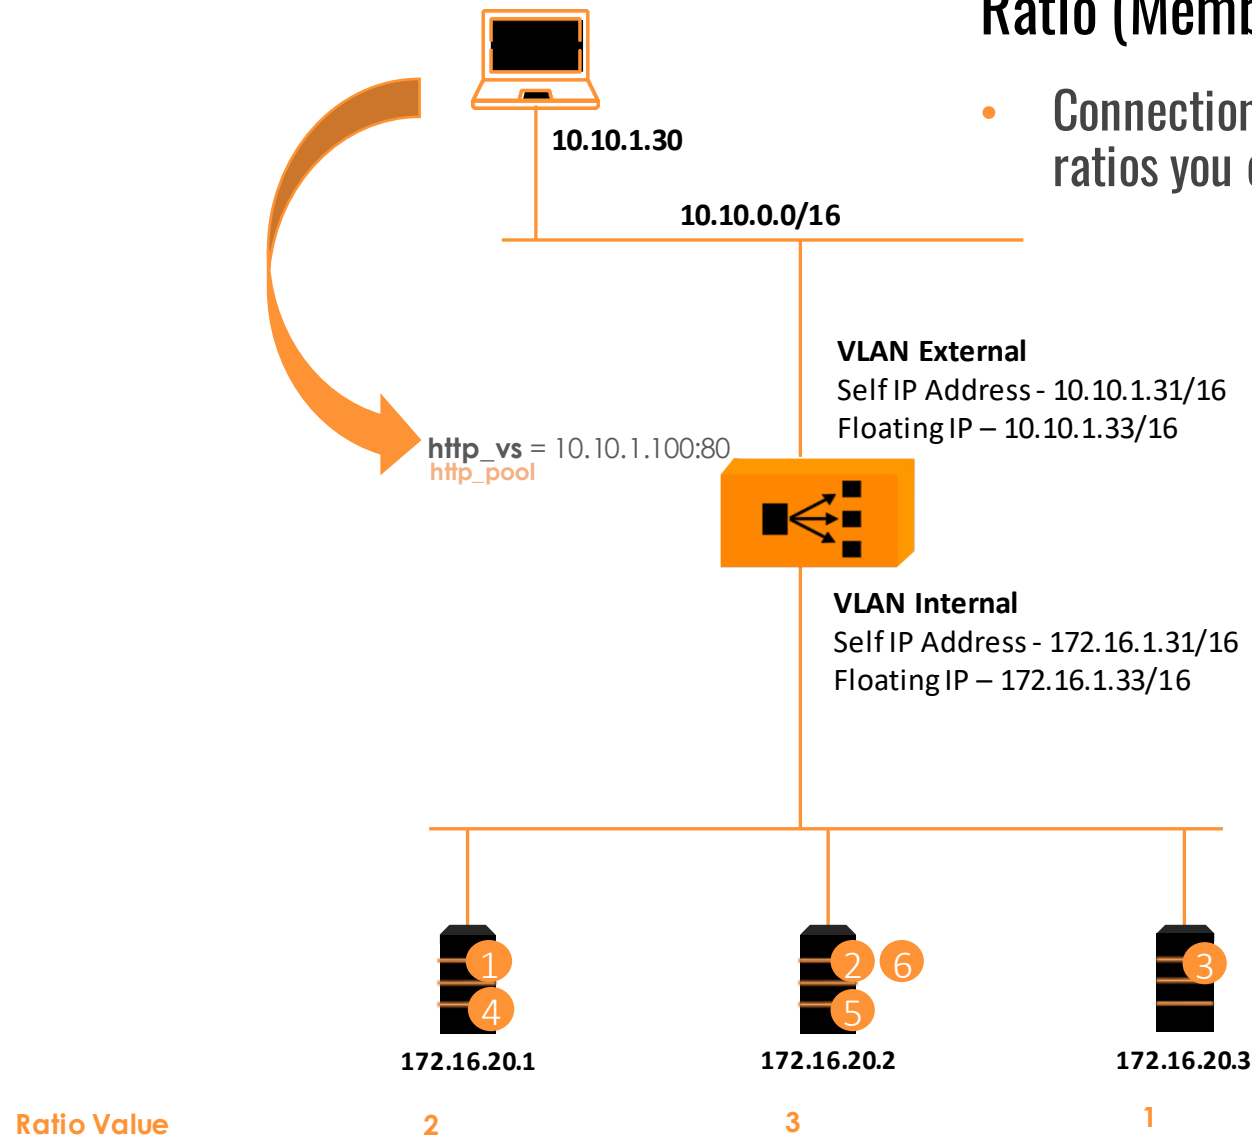 Ratio (Memb
• Connection
ratios you
10.10.1.30
10.10.0.0/16
VLAN External
Self IP Address - 10.10.1.31/16
Floating IP – 10.10.1.33/16
http_vs = 10.10.1.100:80
http_pool
VLAN Internal
Self IP Address - 172.16.1.31/16
Floating IP – 172.16.1.33/16
1
2 6
3
4
5
172.16.20.1
172.16.20.2
172.16.20.3
Ratio Value 2 3 1